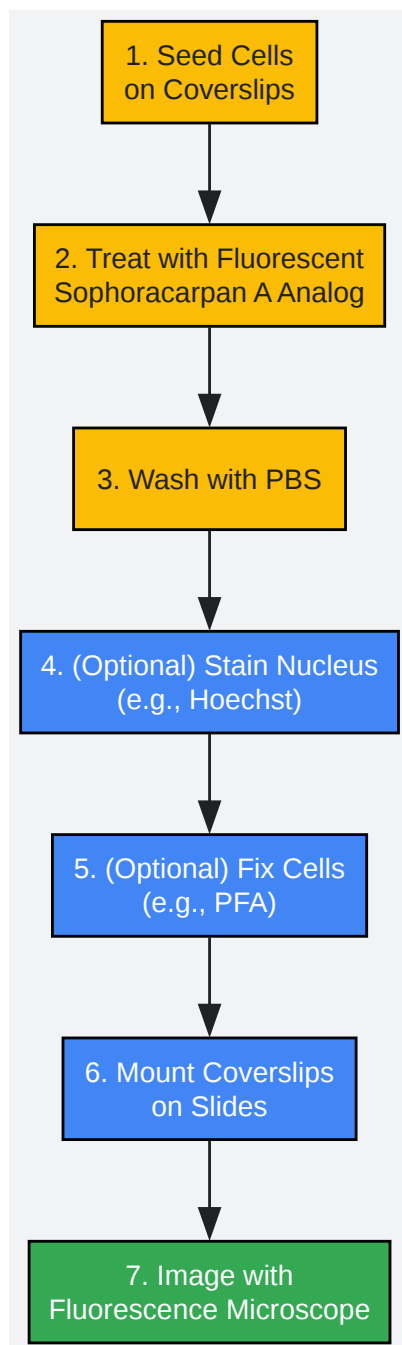 1. Seed Cells
on Coverslips
2. Treat with Fluorescent
Sophoracarpan A Analog
3. Wash with PBS
4. (Optional) Stain Nucleus
(e.g., Hoechst)
5. (Optional) Fix Cells
(e.g., PFA)
6. Mount Coverslips
on Slides
7. Image with
Fluorescence Microscope